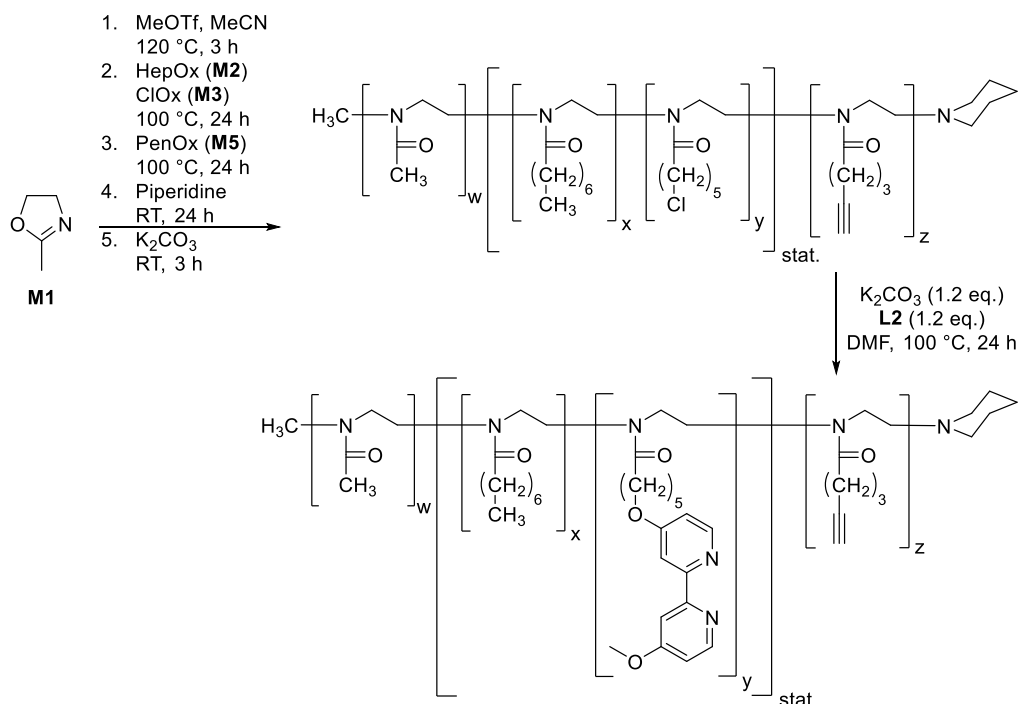 1. MeOTf, MeCN
120 °C, 3 h
2. HepOx (M2)
ClOx (M3)
100 °C, 24 h
3. PenOx (M5)
100 °C, 24 h
4. Piperidine
RT, 24 h
5. K2CO3
RT, 3 h
O N
M1
H3C N N N N N
O O O O
CH3 (CH2)6 (CH2)5 (CH2)3
w CH3 Cl
x y z
stat.
K2CO3 (1.2 eq.)
L2 (1.2 eq.)
DMF, 100 °C, 24 h
H3C N N N N N
O O O O
CH3 (CH2)6 (CH2)5 (CH2)3
w CH3 O
x z
N
N
O
y
stat.